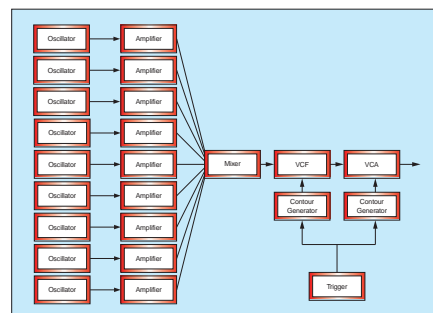 Oscillator Amplifier
Oscillator Amplifier
Oscillator Amplifier
Oscillator Amplifier
Oscillator Amplifier Mixer VCF VCA
Oscillator Amplifier
Contour
Generator
Contour
Generator
Oscillator Amplifier
Oscillator Amplifier
Oscillator Amplifier
Trigger